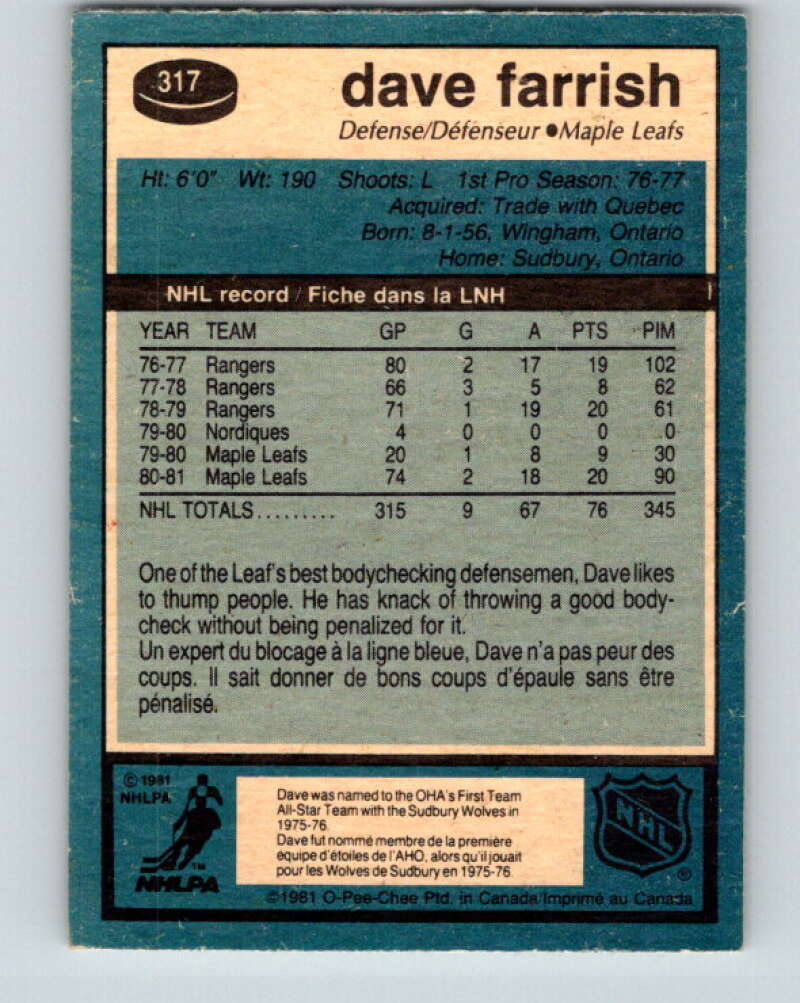 317
dave farrish
Defense/Défenseur • Maple Leafs
Ht: 6'0" Wt: 190 Shoots: L 1st Pro Season: 76-77
Acquired: Trade with Quebec
Born: 8-1-56, Wingham, Ontario
Home: Sudbury, Ontario
NHL record / Fiche dans la LNH
YEAR TEAM GP G A PTS PIM
76-77 Rangers 80 2 17 19 102
77-78 Rangers 66 3 5 8 62
78-79 Rangers 71 1 19 20 61
79-80 Nordiques 4 0 0 0 0
79-80 Maple Leafs 20 1 8 9 30
80-81 Maple Leafs 74 2 18 20 90
NHL TOTALS......... 315 9 67 76 345
One of the Leaf's best bodychecking defensemen, Dave likes
to thump people. He has knack of throwing a good body-
check without being penalized for it.
Un expert du blocage à la ligne bleue, Dave n'a pas peur des
coups. Il sait donner de bons coups d'épaule sans être
pénalisé.
© 1981
NHLPA
TM
NHLPA
Dave was named to the OHA's First Team
All-Star Team with the Sudbury Wolves in
1975-76.
Dave fut nommé membre de la première
équipe d'étoiles de l'AHO, alors qu'il jouait
pour les Wolves de Sudbury en 1975-76.
NHL
®
©1981 O-Pee-Chee Ptd. in Canada/Imprimé au Canada